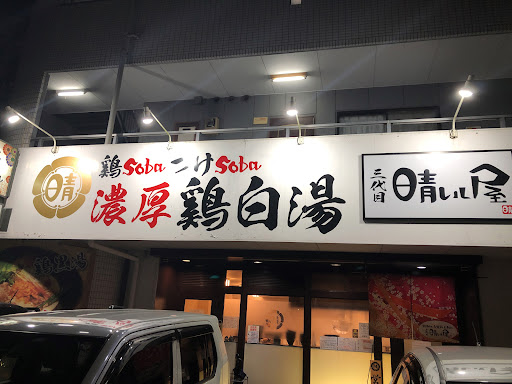 鶏Soba つけSoba
晴
濃厚 鶏白湯
三代目 晴レル屋